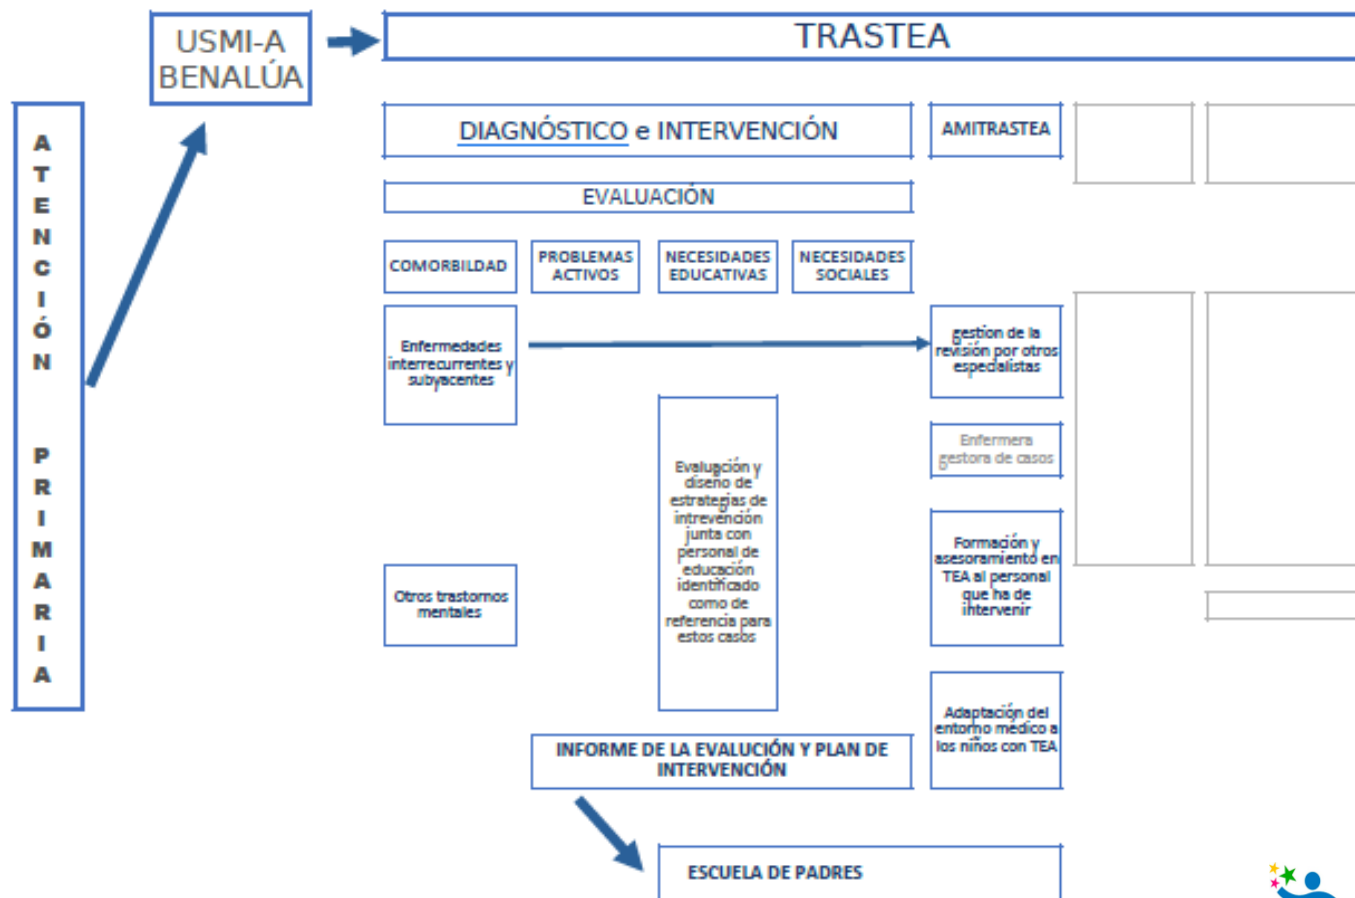 USMI-A
BENALÚA
TRASTEA
ATENCIÓN
PRIMARIA
DIAGNÓSTICO e INTERVENCIÓN
AMITRASTEA
EVALUACIÓN
COMORBILDAD
PROBLEMAS
ACTIVOS
NECESIDADES
EDUCATIVAS
NECESIDADES
SOCIALES
Enfermedades
interrecurrentes y
subyacentes
gestion de la
revisión por otros
especialistas
Enfermera
gestora de casos
Evaluación y
diseño de
estrategias de
intrevención
junta con
personal de
educación
identificado
como de
referencia para
estos casos
Formación y
asesoramiento en
TEA al personal
que ha de
intervenir
Otros trastornos
mentales
Adaptación del
entorno médico a
los niños con TEA
INFORME DE LA EVALUCIÓN Y PLAN DE
INTERVENCIÓN
ESCUELA DE PADRES